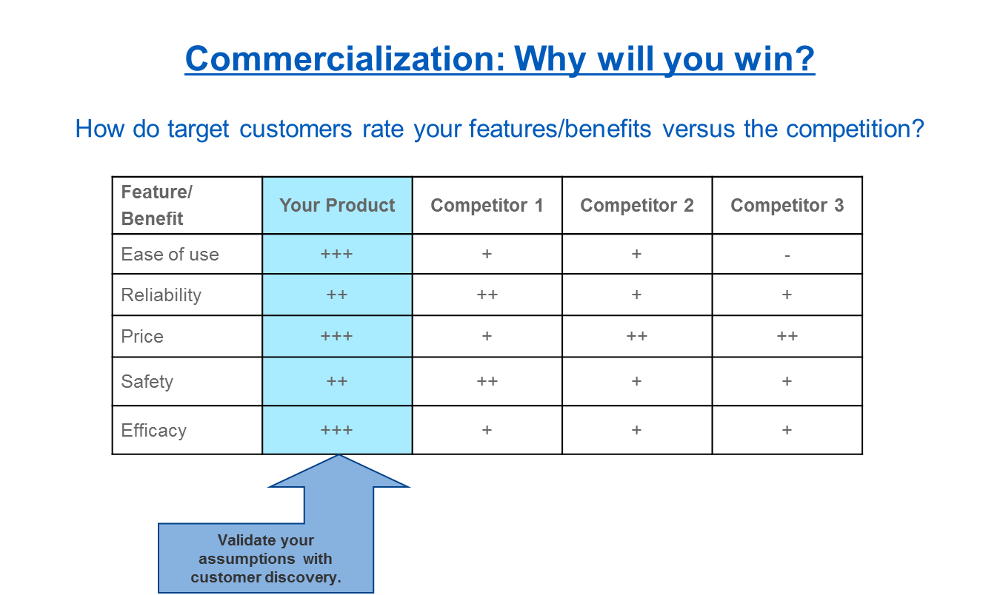 Commercialization: Why will you win?
How do target customers rate your features/benefits versus the competition?
Feature/
Benefit
Your Product
Competitor 1
Competitor 2
Competitor 3
Ease of use
+++
+
+
-
Reliability
++
++
+
+
Price
+++
+
++
++
Safety
++
++
+
+
Efficacy
+++
+
+
+
Validate your
assumptions with
customer discovery.